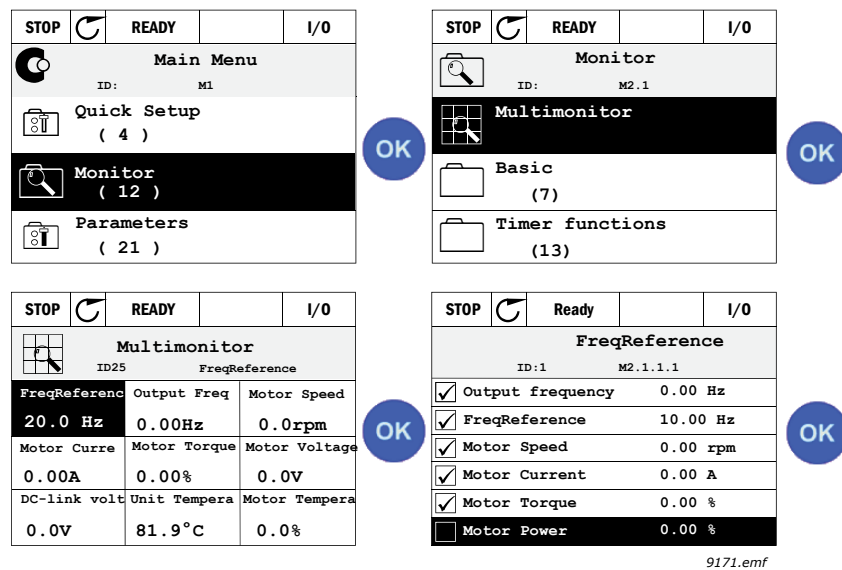 STOP READY I/O
Main Menu
ID: M1
Quick Setup
( 4 )
Monitor
( 12 )
Parameters
( 21 )
OK
STOP READY I/O
Monitor
ID: M2.1
Multimonitor
Basic
(7)
Timer functions
(13)
OK
STOP READY I/O
Multimonitor
ID25 FreqReference
FreqReferenc Output Freq Motor Speed
20.0 Hz 0.00Hz 0.0rpm
Motor Curre Motor Torque Motor Voltage
0.00A 0.00% 0.0V
DC-link volt Unit Tempera Motor Tempera
0.0V 81.9°C 0.0%
OK
STOP Ready I/O
FreqReference
ID:1 M2.1.1.1
Output frequency 0.00 Hz
FreqReference 10.00 Hz
Motor Speed 0.00 rpm
Motor Current 0.00 A
Motor Torque 0.00 %
Motor Power 0.00 %
OK
9171.emf